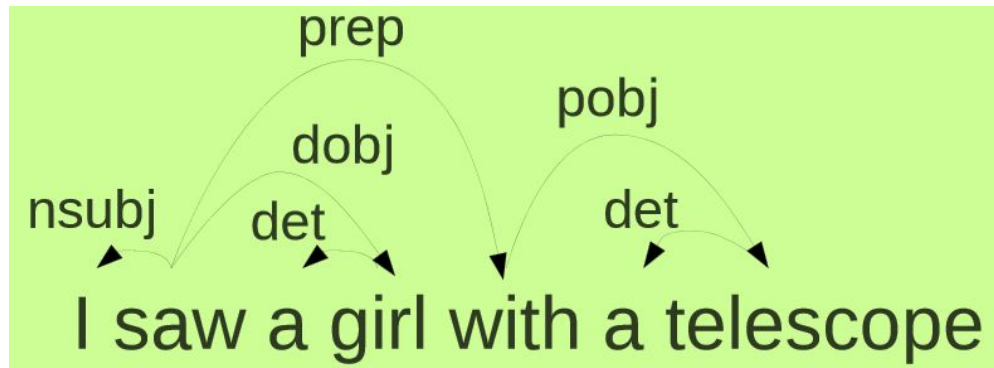 prep
pobj
dobj
nsubj det det
I saw a girl with a telescope